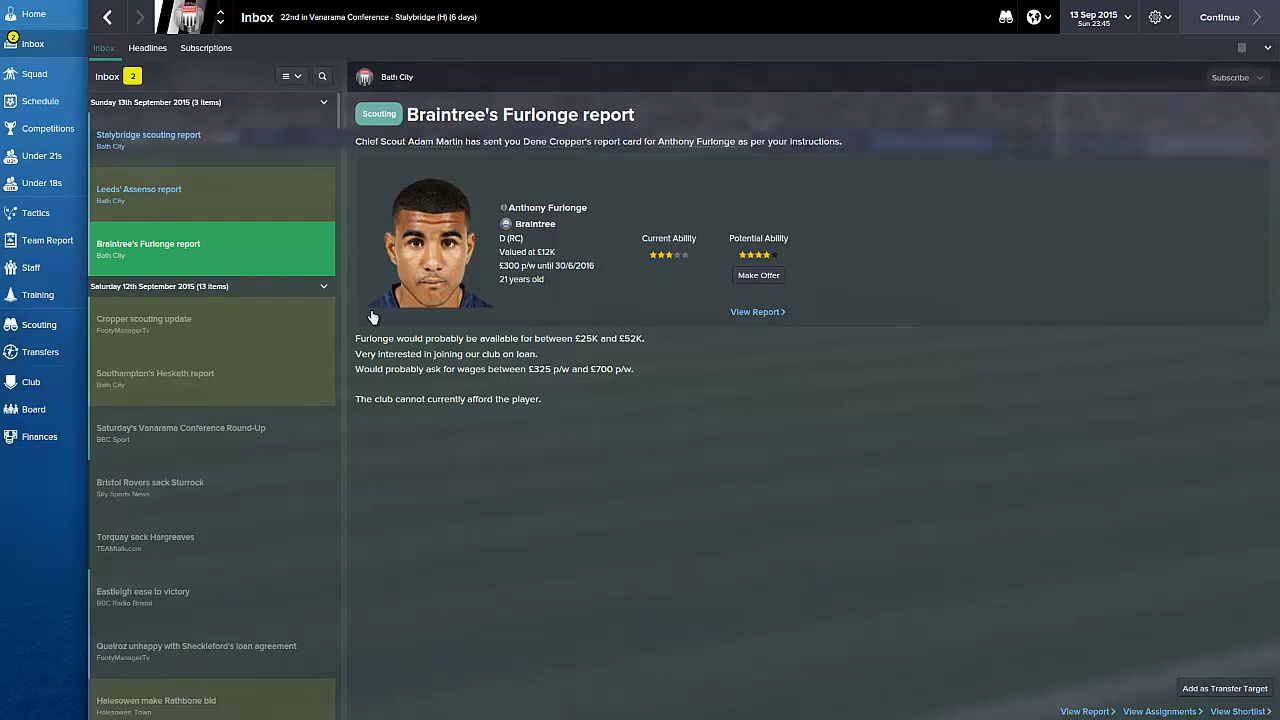 Home
Inbox 22nd in Vanarama Conference - Stalybridge (H) (6 days)
13 Sep 2015
Sun 23:45
Continue
2
Inbox
Squad
Schedule
Competitions
Under 21s
Under 18s
Tactics
Team Report
Staff
Training
Scouting
Transfers
Club
Board
Finances
Inbox Headlines Subscriptions
Inbox 2
Sunday 13th September 2015 (3 items)
Stalybridge scouting report
Bath City
Leeds' Assenso report
Bath City
Braintree's Furlonge report
Bath City
Saturday 12th September 2015 (13 items)
Cropper scouting update
FootyManagerTv
Southampton's Hesketh report
Bath City
Saturday's Vanarama Conference Round-Up
BBC Sport
Bristol Rovers sack Sturrock
Sky Sports News
Torquay sack Hargreaves
TEAMtalk.com
Eastleigh ease to victory
BBC Radio Bristol
Queiroz unhappy with Sheckleford's loan agreement
FootyManagerTv
Halesowen make Rathbone bid
Halesowen Town
Bath City
Subscribe
Scouting Braintree's Furlonge report
Chief Scout Adam Martin has sent you Dene Cropper's report card for Anthony Furlonge as per your instructions.
Anthony Furlonge
Braintree
D (RC)
Valued at £12K
£300 p/w until 30/6/2016
21 years old
Current Ability
Potential Ability
Make Offer
View Report
Furlonge would probably be available for between £25K and £52K.
Very interested in joining our club on loan.
Would probably ask for wages between £325 p/w and £700 p/w.
The club cannot currently afford the player.
Add as Transfer Target
View Report View Assignments View Shortlist